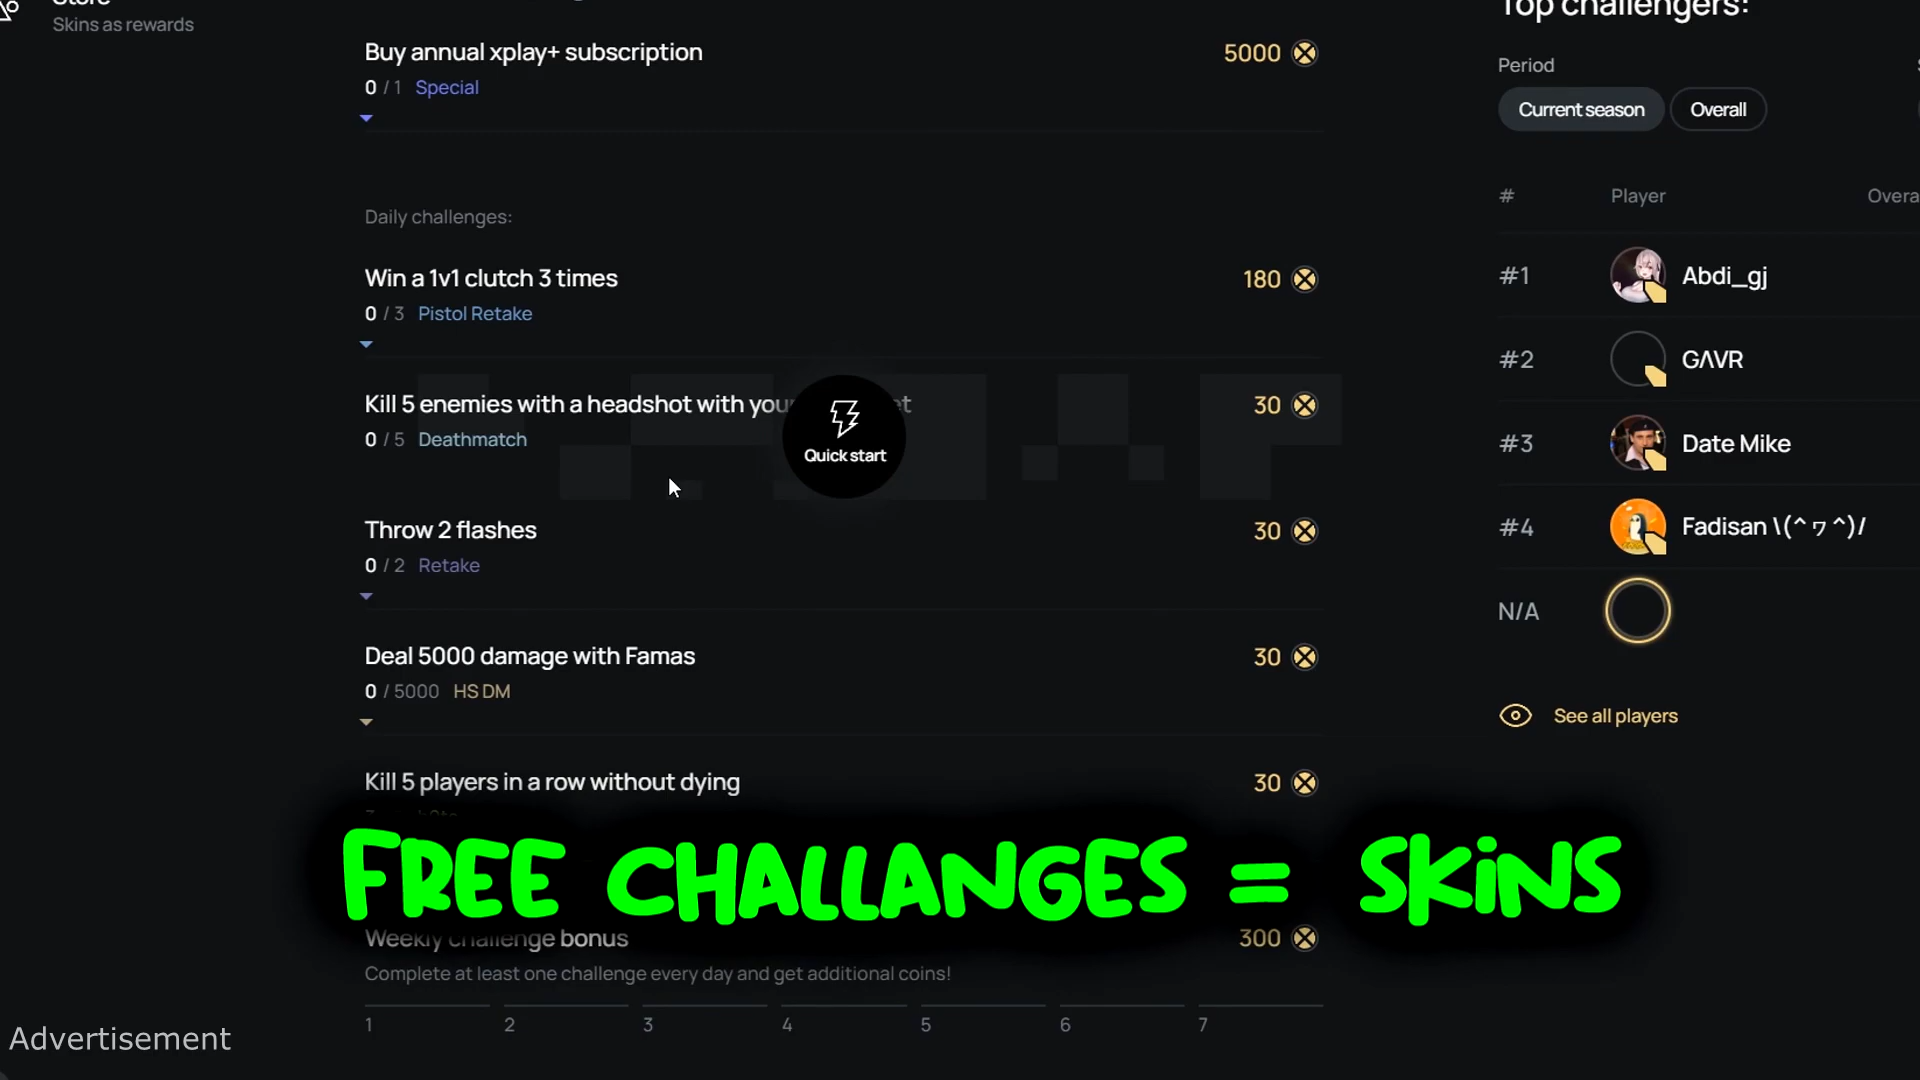 Skins as rewards
Top challengers:
Buy annual xplay+ subscription
5000
0 / 1 Special
Period
Current season
Overall
Daily challenges:
# Player
Win a 1v1 clutch 3 times
180
0 / 3 Pistol Retake
#1 Abdi_gj
#2 GΛVR
Kill 5 enemies with a headshot with
30
0 / 5 Deathmatch
Quick start
#3 Date Mike
Throw 2 flashes
30
0 / 2 Retake
#4 Fadisan \(^ヮ^)/
N/A
Deal 5000 damage with Famas
30
0 / 5000 HS DM
See all players
Kill 5 players in a row without dying
30
FREE CHALLANGES = SKiNS
Weekly challenge bonus
300
Complete at least one challenge every day and get additional coins!
1 2 3 4 5 6 7
Advertisement